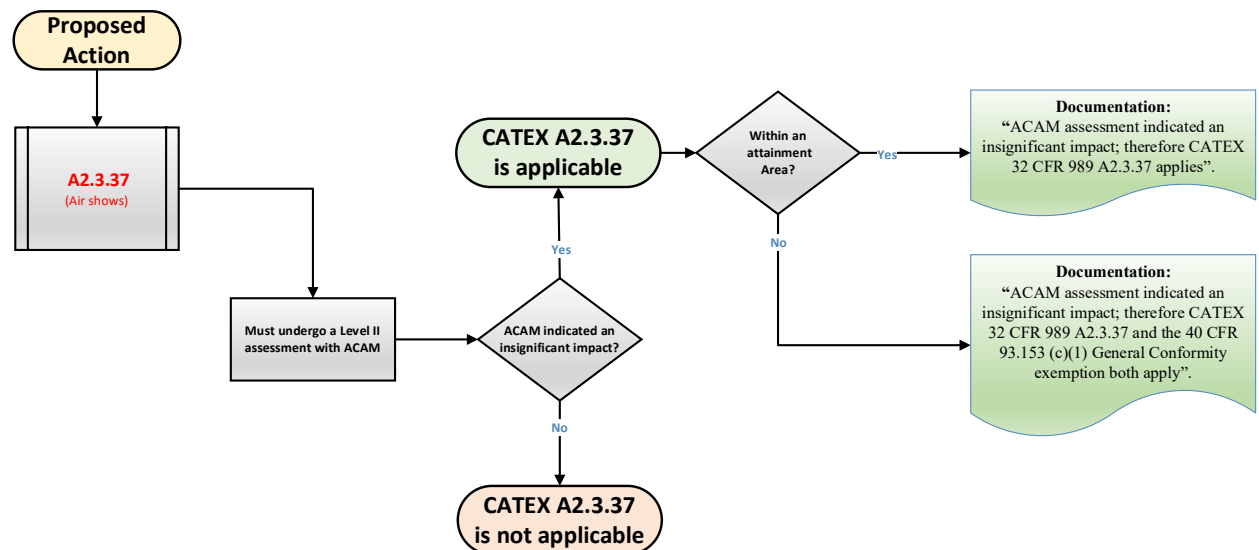 Proposed
Action
A2.3.37
(Air shows)
Must undergo a Level II
assessment with ACAM
ACAM indicated an
insignificant impact?
Yes
No
CATEX A2.3.37
is applicable
CATEX A2.3.37
is not applicable
Within an
attainment
Area?
Yes
No
Documentation:
“ACAM assessment indicated an
insignificant impact; therefore CATEX
32 CFR 989 A2.3.37 applies”.
Documentation:
“ACAM assessment indicated an
insignificant impact; therefore CATEX
32 CFR 989 A2.3.37 and the 40 CFR
93.153 (c)(1) General Conformity
exemption both apply”.